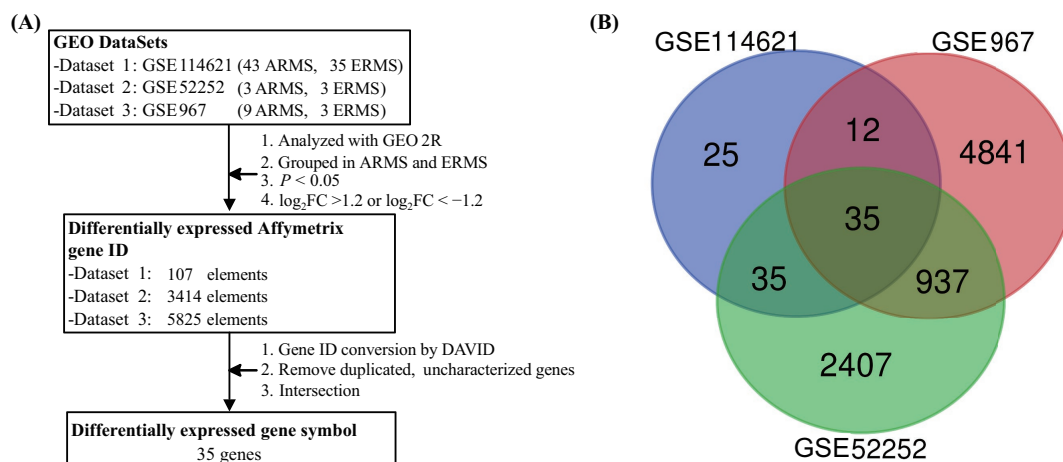 (A)
GEO DataSets
-Dataset 1: GSE114621 (43 ARMS, 35 ERMS)
-Dataset 2: GSE52252 (3 ARMS, 3 ERMS)
-Dataset 3: GSE967 (9 ARMS, 3 ERMS)
1. Analyzed with GEO 2R
2. Grouped in ARMS and ERMS
3. P < 0.05
4. log₂FC >1.2 or log₂FC < −1.2
Differentially expressed Affymetrix
gene ID
-Dataset 1: 107 elements
-Dataset 2: 3414 elements
-Dataset 3: 5825 elements
1. Gene ID conversion by DAVID
2. Remove duplicated, uncharacterized genes
3. Intersection
Differentially expressed gene symbol
35 genes
(B)
GSE114621
GSE967
25
12
4841
35
35
937
2407
GSE52252